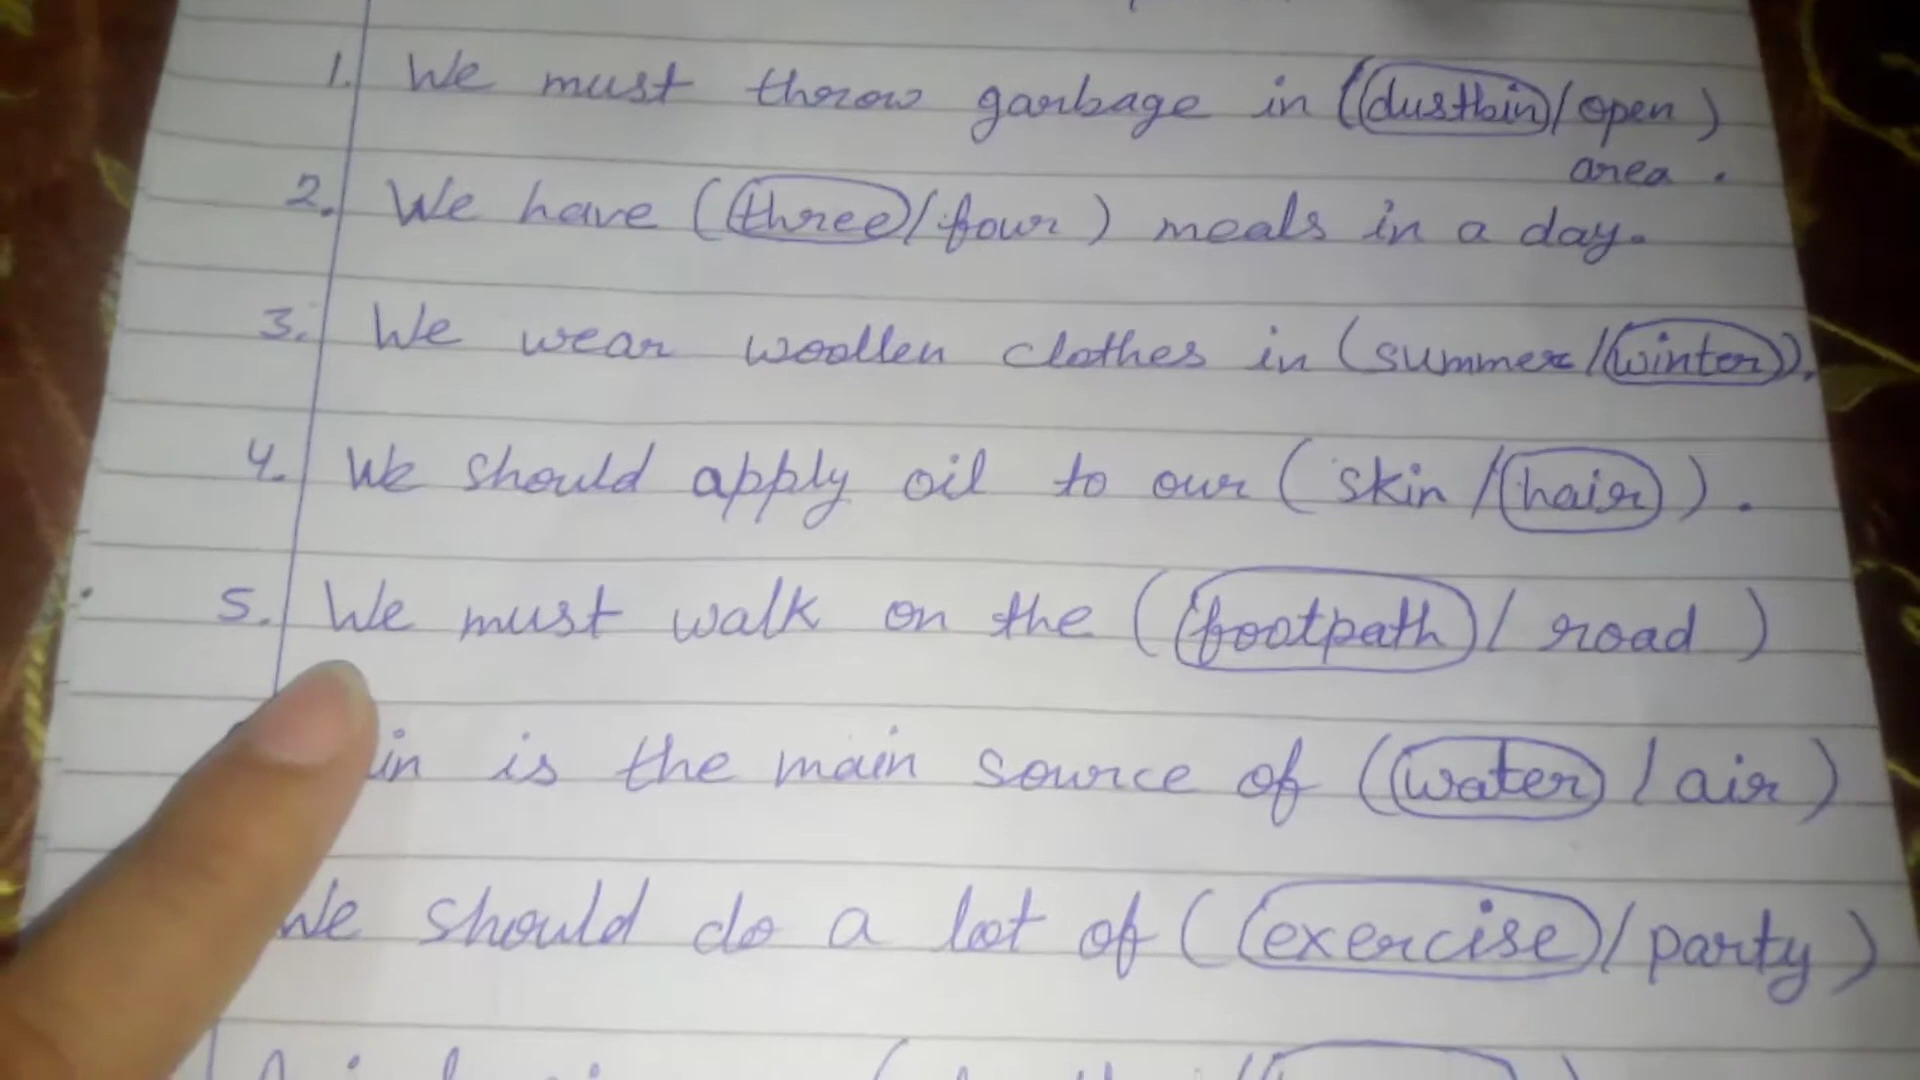 1. We must throw garbage in (dustbin/open)
area.
2. We have (three/four) meals in a day.
3. We wear woollen clothes in (summer/winter).
4. We should apply oil to our (skin/hair).
5. We must walk on the (footpath/road)
in is the main source of (water/air)
We should do a lot of (exercise/party)